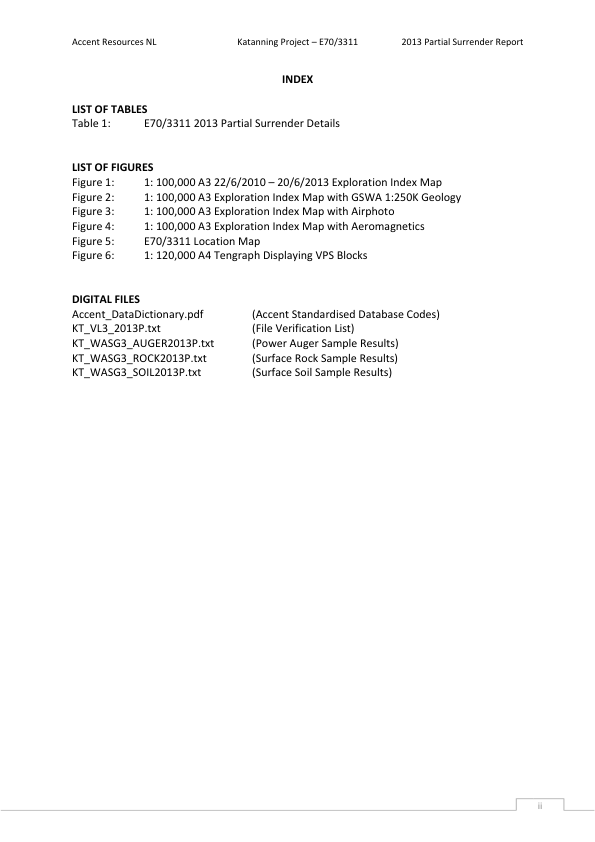 Accent Resources NL Katanning Project – E70/3311 2013 Partial Surrender Report
INDEX
LIST OF TABLES
Table 1: E70/3311 2013 Partial Surrender Details
LIST OF FIGURES
Figure 1: 1: 100,000 A3 22/6/2010 – 20/6/2013 Exploration Index Map
Figure 2: 1: 100,000 A3 Exploration Index Map with GSWA 1:250K Geology
Figure 3: 1: 100,000 A3 Exploration Index Map with Airphoto
Figure 4: 1: 100,000 A3 Exploration Index Map with Aeromagnetics
Figure 5: E70/3311 Location Map
Figure 6: 1: 120,000 A4 Tengraph Displaying VPS Blocks
DIGITAL FILES
Accent_DataDictionary.pdf (Accent Standardised Database Codes)
KT_VL3_2013P.txt (File Verification List)
KT_WASG3_AUGER2013P.txt (Power Auger Sample Results)
KT_WASG3_ROCK2013P.txt (Surface Rock Sample Results)
KT_WASG3_SOIL2013P.txt (Surface Soil Sample Results)
ii